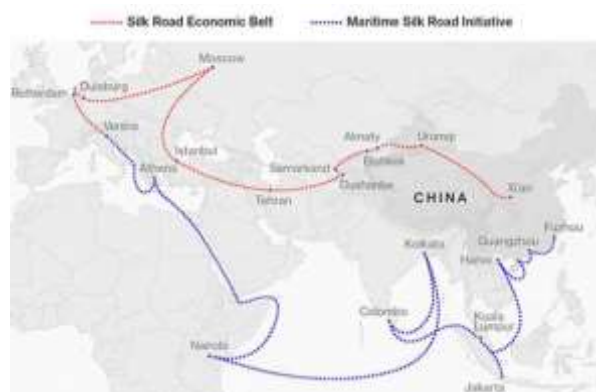 Silk Road Economic Belt
Maritime Silk Road Initiative
Moscow
Rotterdam
Duisburg
Venice
Istanbul
Athens
Almaty
Urumqi
Bishkek
Samarkand
Dushanbe
Tehran
Xian
CHINA
Fuzhou
Guangzhou
Hanoi
Kolkata
Colombo
Kuala
Lumpur
Nairobi
Jakarta